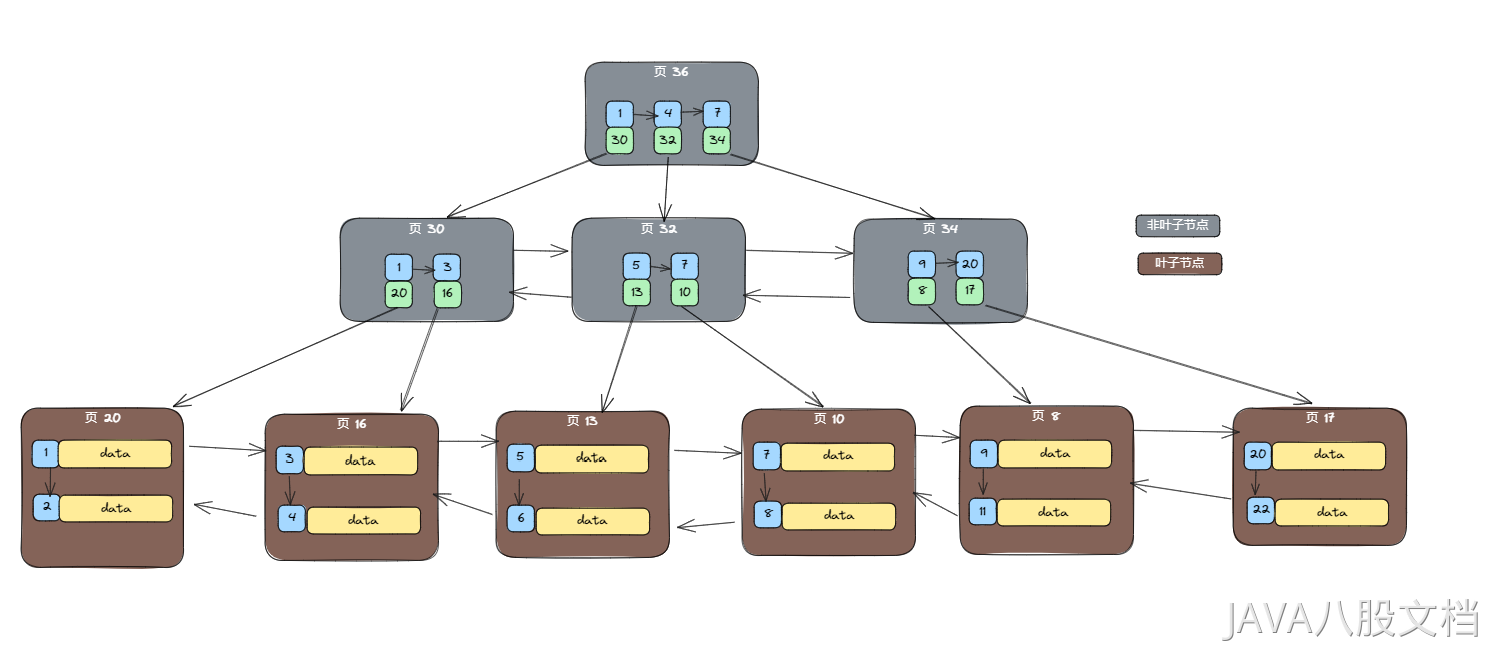 页 36
1 4 7
30 32 34
页 30
1 3
20 16
页 32
5 7
13 10
页 34
9 20
8 17
非叶子节点
叶子节点
页 20
1 data
2 data
页 16
3 data
4 data
页 13
5 data
6 data
页 10
7 data
8 data
页 8
9 data
11 data
页 17
20 data
22 data
JAVA八股文档